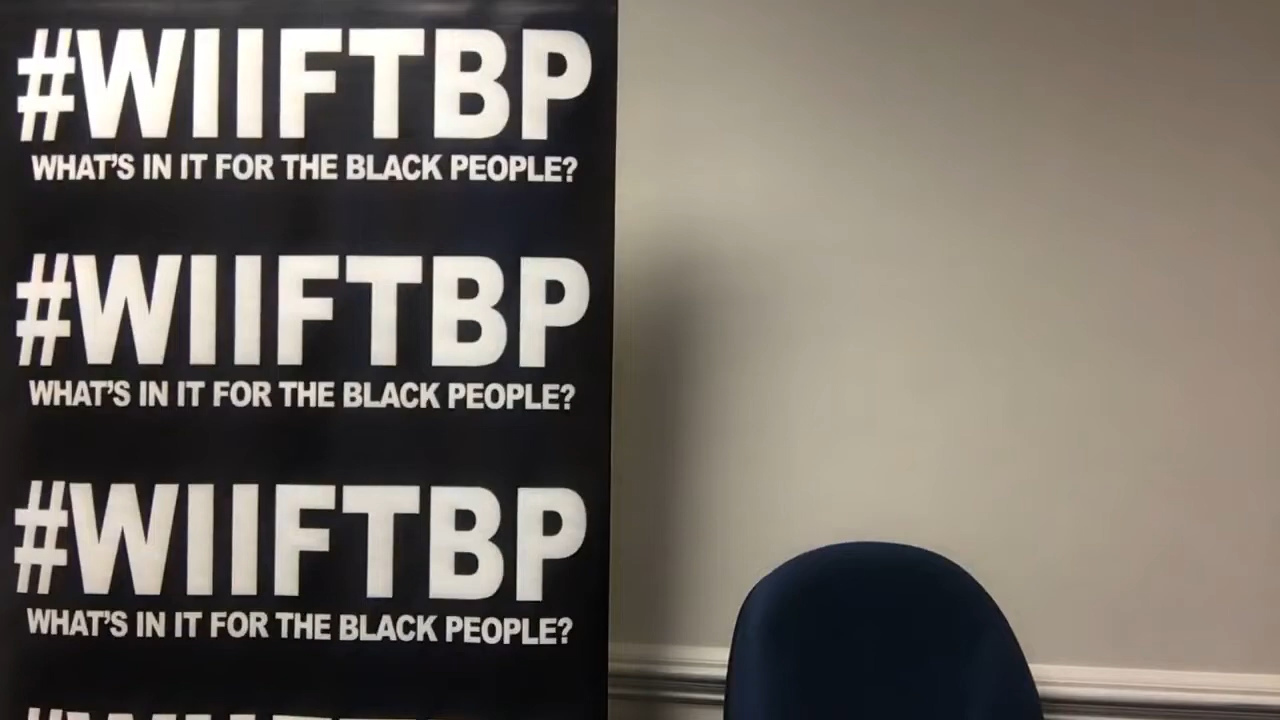 #WIIFTBP
WHAT'S IN IT FOR THE BLACK PEOPLE?
#WIIFTBP
WHAT'S IN IT FOR THE BLACK PEOPLE?
#WIIFTBP
WHAT'S IN IT FOR THE BLACK PEOPLE?